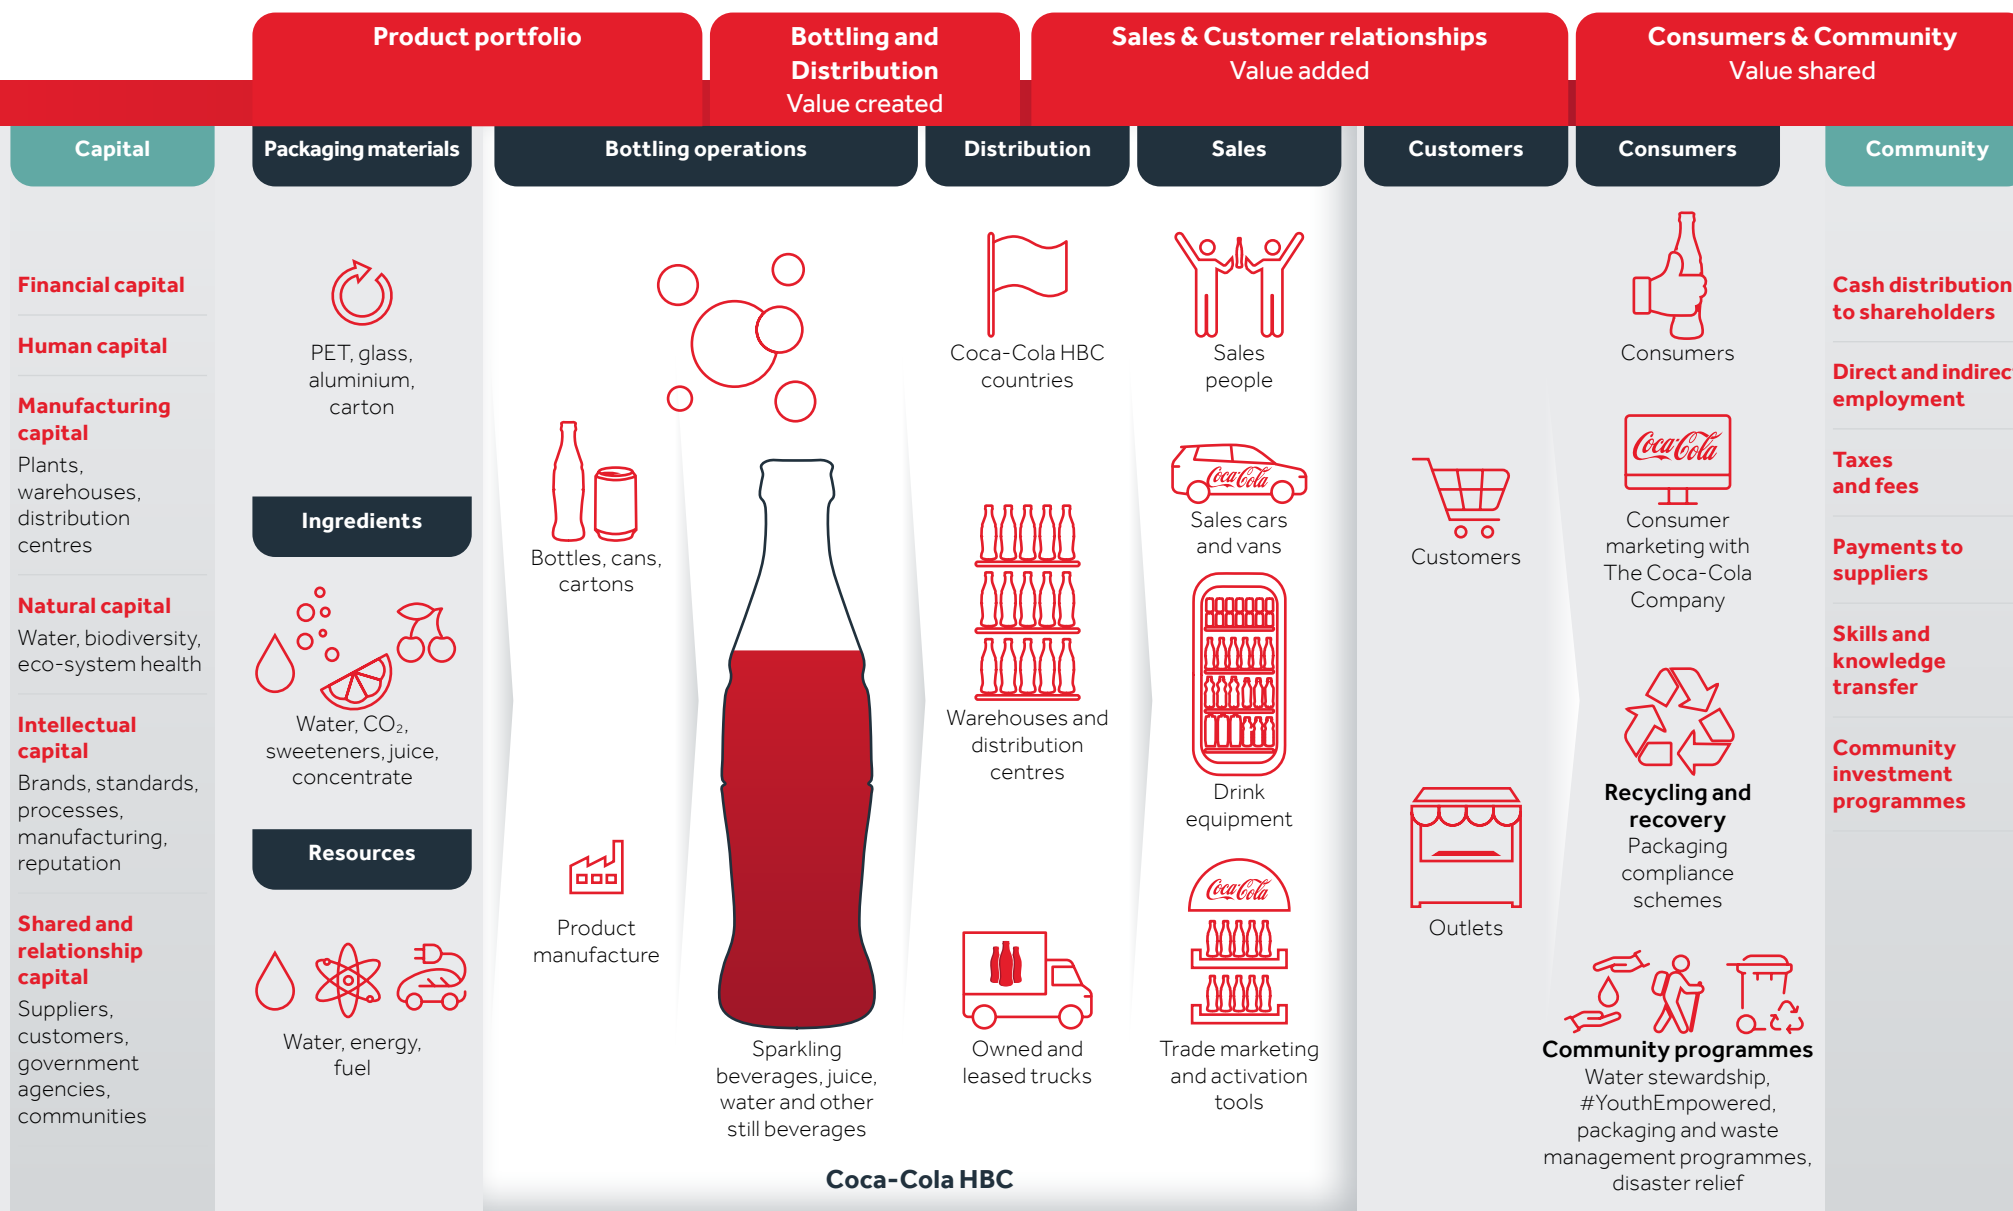 Product portfolio
Bottling and
Distribution
Value created
Sales & Customer relationships
Value added
Consumers & Community
Value shared
Capital
Financial capital
Human capital
Manufacturing
capital
Plants,
warehouses,
distribution
centres
Natural capital
Water, biodiversity,
eco-system health
Intellectual
capital
Brands, standards,
processes,
manufacturing,
reputation
Shared and
relationship
capital
Suppliers,
customers,
government
agencies,
communities
Packaging materials
PET, glass,
aluminium,
carton
Ingredients
Water, CO₂,
sweeteners, juice,
concentrate
Resources
Water, energy,
fuel
Bottling operations
Bottles, cans,
cartons
Product
manufacture
Sparkling
beverages, juice,
water and other
still beverages
Distribution
Coca-Cola HBC
countries
Warehouses and
distribution
centres
Owned and
leased trucks
Sales
Sales
people
Coca-Cola
Sales cars
and vans
Drink
equipment
Coca-Cola
Trade marketing
and activation
tools
Coca-Cola HBC
Customers
Customers
Outlets
Consumers
Consumers
Coca-Cola
Consumer
marketing with
The Coca-Cola
Company
Recycling and
recovery
Packaging
compliance
schemes
Community programmes
Water stewardship,
#YouthEmpowered,
packaging and waste
management programmes,
disaster relief
Community
Cash distribution
to shareholders
Direct and indirec
employment
Taxes
and fees
Payments to
suppliers
Skills and
knowledge
transfer
Community
investment
programmes